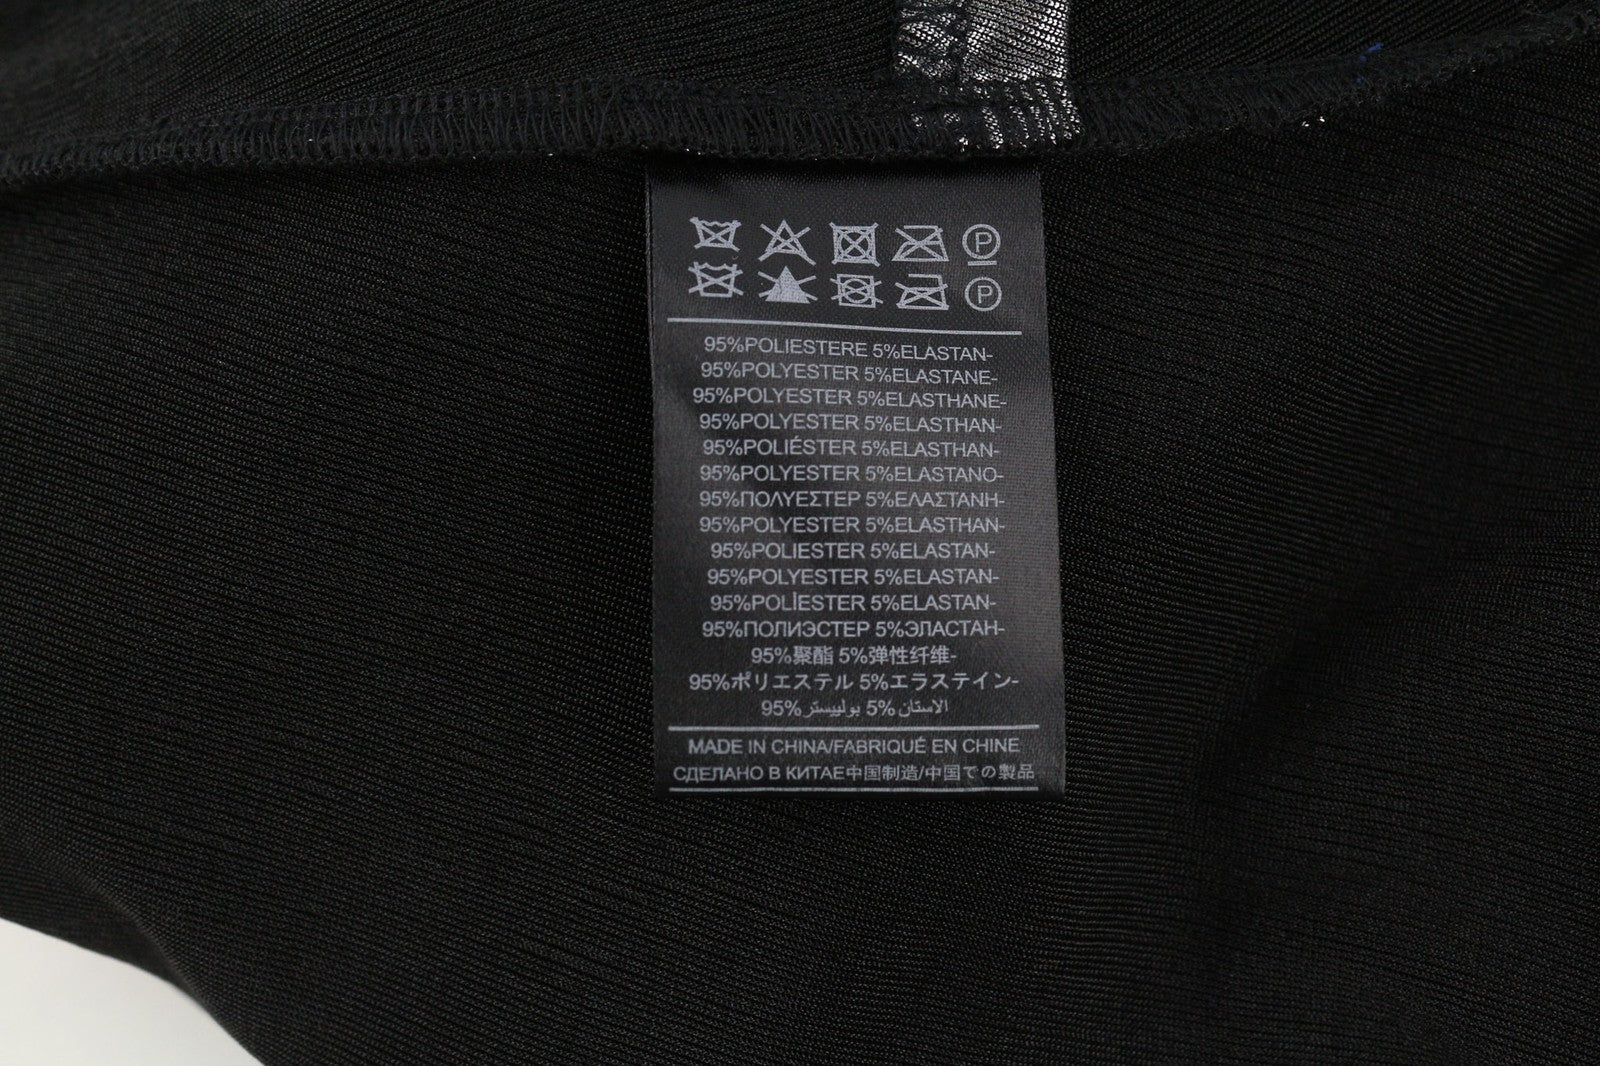 P
P
95%POLIESTERE 5%ELASTAN-
95%POLYESTER 5%ELASTANE-
95%POLYESTER 5%ELASTHANE-
95%POLYESTER 5%ELASTHAN-
95%POLIÉSTER 5%ELASTHAN-
95%POLYESTER 5%ELASTANO-
95%ΠΟΛΥΕΣΤΕΡ 5%ΕΛΑΣΤΑΝΗ-
95%POLYESTER 5%ELASTHAN-
95%POLIESTER 5%ELASTAN-
95%POLYESTER 5%ELASTAN-
95%POLİESTER 5%ELASTAN-
95%ПОЛИЭСТЕР 5%ЭЛАСТАН-
95%聚酯 5%弹性纤维-
95%ポリエステル 5%エラステイン-
95%بولييستر 5%الاستان
MADE IN CHINA/FABRIQUÉ EN CHINE
СДЕЛАНО В КИТАЕ中国制造/中国での製品